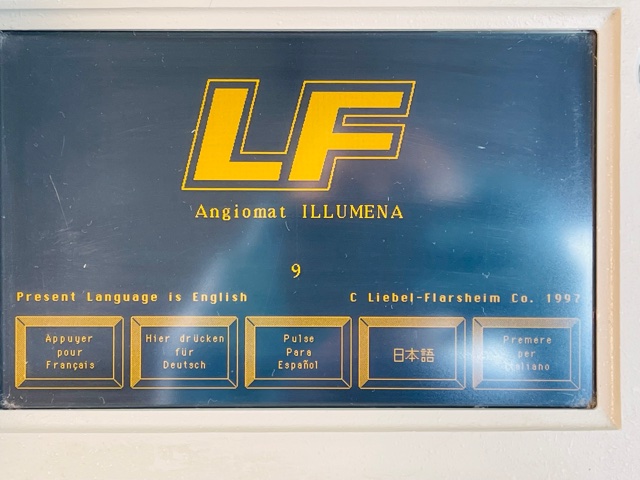 LF
Angiomat ILLUMENA
9
Present Language is English
C Liebel-Flarsheim Co. 1997
Appuyer
pour
Français
Hier drücken
für
Deutsch
Pulse
Para
Español
日本語
Premere
per
Italiano